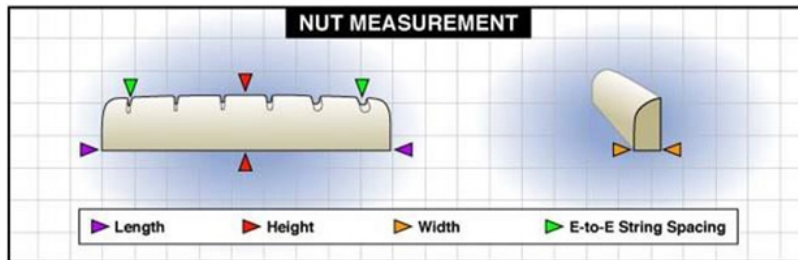 NUT MEASUREMENT
Length Height Width E-to-E String Spacing